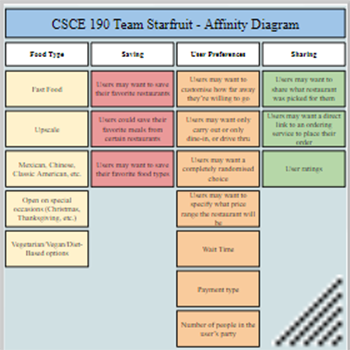 CSCE 190 Team Starfruit - Affinity Diagram
Food Type
Saving
User Preferences
Sharing
Fast Food
Users may want to save
their favorite restaurants
Users may want to
customise how far away
they're willing to go
Users may want to
share what restaurant
was picked for them
Upscale
Users could save their
favorite meals from
certain restaurants
Users may want only
carry out or only
dine-in, or drive thru
Users may want a direct
link to an ordering
service to place their
order
Mexican, Chinese,
Classic American, etc.
Users may want to save
their favorite food types
Users may want a
completely randomised
choice
User ratings
Open on special
occasions (Christmas,
Thanksgiving, etc.)
Users may want to
specify what price
range the restaurant will
be
Vegetarian/Vegan/Diet-
Based options
Wait Time
Payment type
Number of people in the
user's party